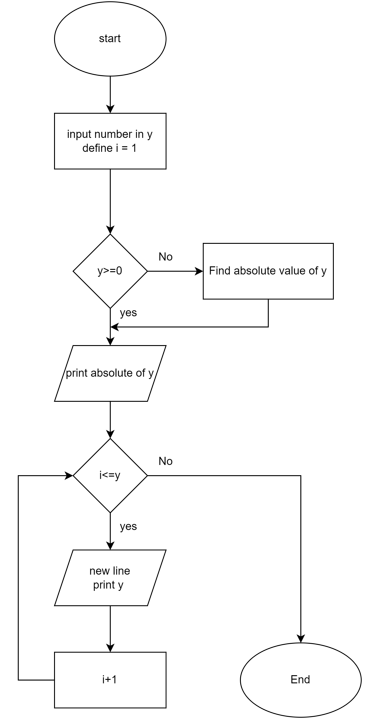 start
input number in y
define i = 1
y>=0
No
Find absolute value of y
yes
print absolute of y
i<=y
No
yes
new line
print y
i+1
End